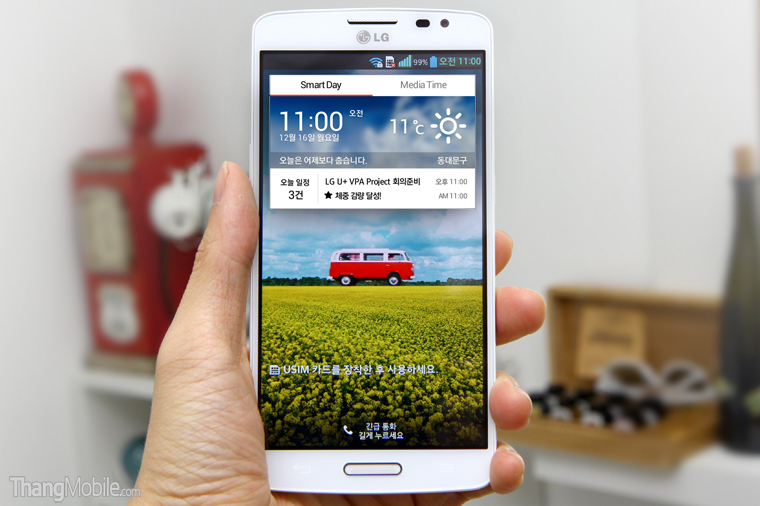 LG
99% 오전 11:00
Smart Day Media Time
11:00 오전
11°c
12월 16일 월요일
오늘은 어제보다 춥습니다. 동대문구
오늘 일정
3건
LG U+ VPA Project 회의준비 오후 11:00
★ 체중 감량 달성! AM 11:00
USIM 카드를 장착한 후 사용하세요.
긴급 통화
길게 누르세요
ThangMobile.com